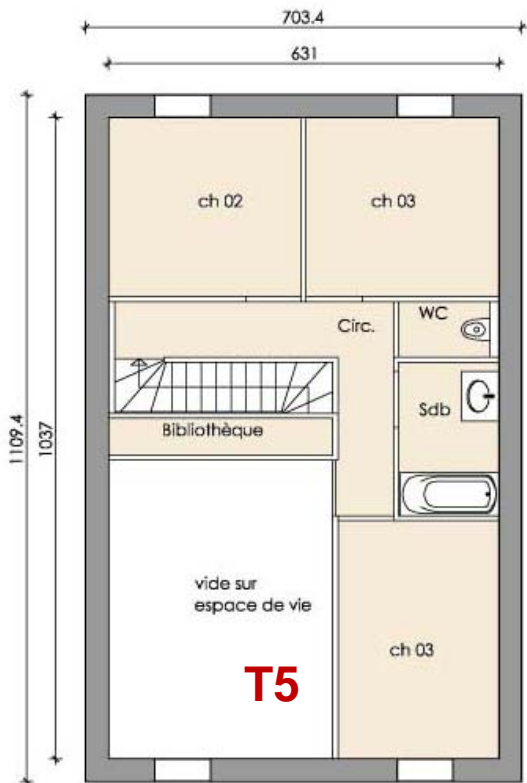 703.4
631
1109.4
1037
ch 02
ch 03
Circ.
WC
Sdb
Bibliothèque
vide sur
espace de vie
T5
ch 03